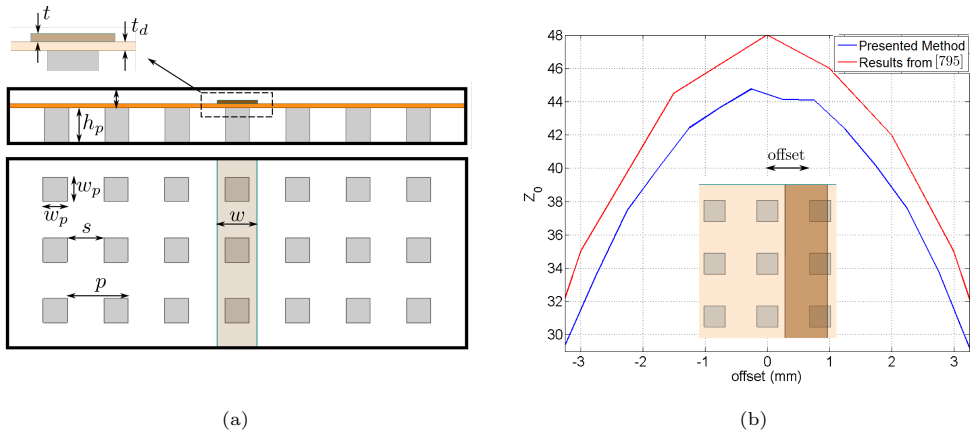 t
t_d
h_p
w_p
w_p
w
s
p
(a)
48
46
44
42
40
38
36
34
32
30
Z_0
Presented Method
Results from [795]
offset
-3 -2 -1 0 1 2 3
offset (mm)
(b)